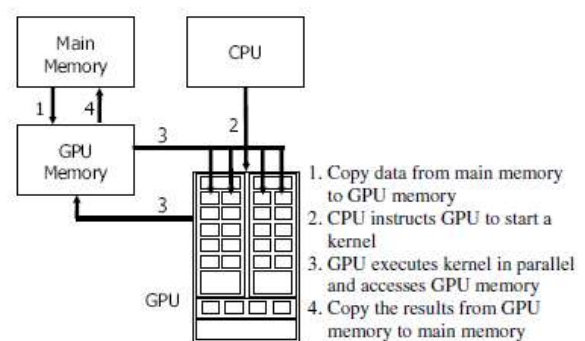 Main
Memory
CPU
1
4
2
3
GPU
Memory
3
GPU
1. Copy data from main memory
to GPU memory
2. CPU instructs GPU to start a
kernel
3. GPU executes kernel in parallel
and accesses GPU memory
4. Copy the results from GPU
memory to main memory